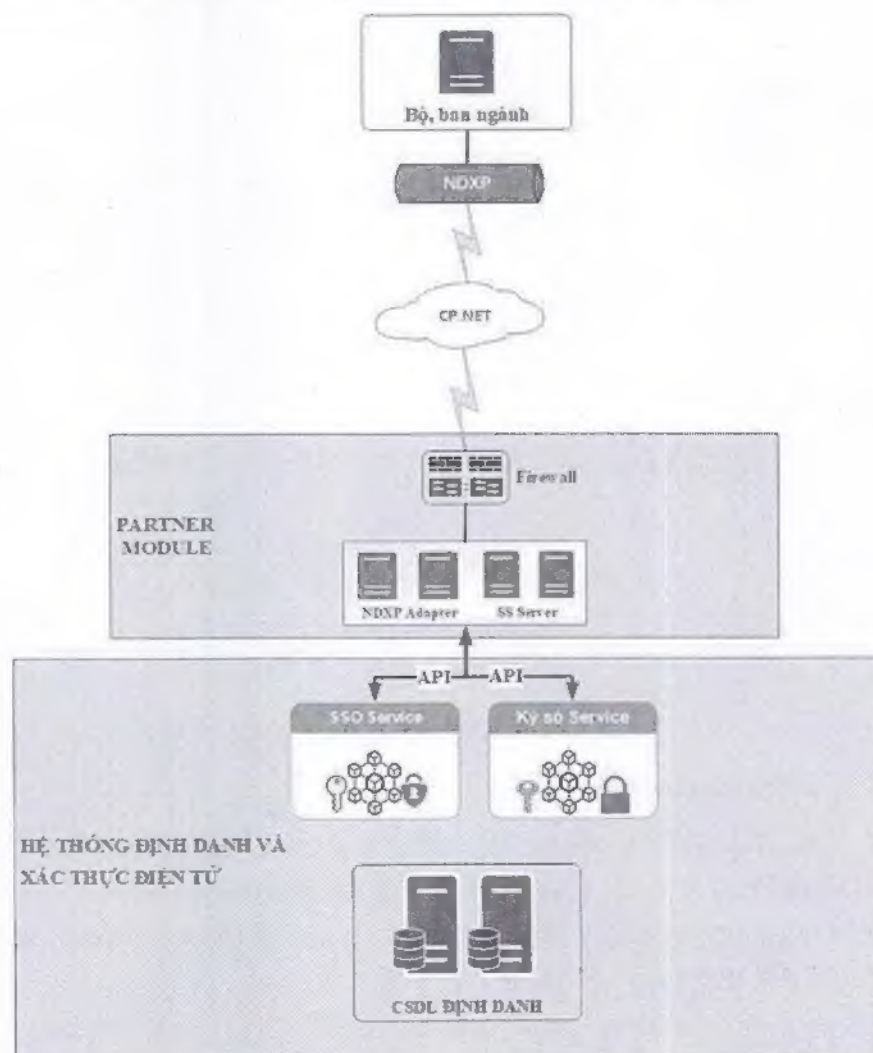 Bộ, ban ngành
NDXP
CP NET
Firewall
PARTNER
MODULE
NDXP Adapter
SS Server
API
API
SSO Service
Ký số Service
HỆ THỐNG ĐỊNH DANH VÀ
XÁC THỰC ĐIỆN TỬ
CSDL ĐỊNH DANH